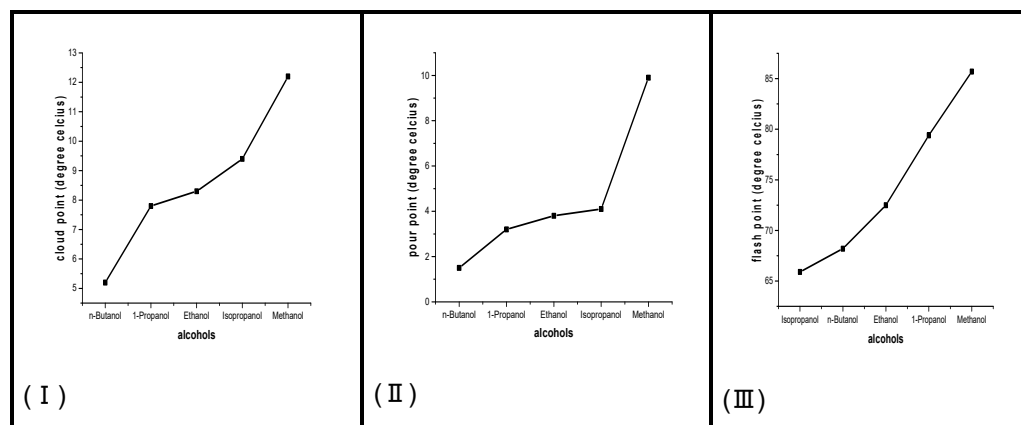 cloud point (degree celcius)
13
12
11
10
9
8
7
6
5
n-Butanol 1-Propanol Ethanol Isopropanol Methanol
alcohols
(Ⅰ)
pour point (degree celcius)
10
8
6
4
2
0
n-Butanol 1-Propanol Ethanol Isopropanol Methanol
alcohols
(Ⅱ)
flash point (degree celcius)
85
80
75
70
65
Isopropanol n-Butanol Ethanol 1-Propanol Methanol
alcohols
(Ⅲ)